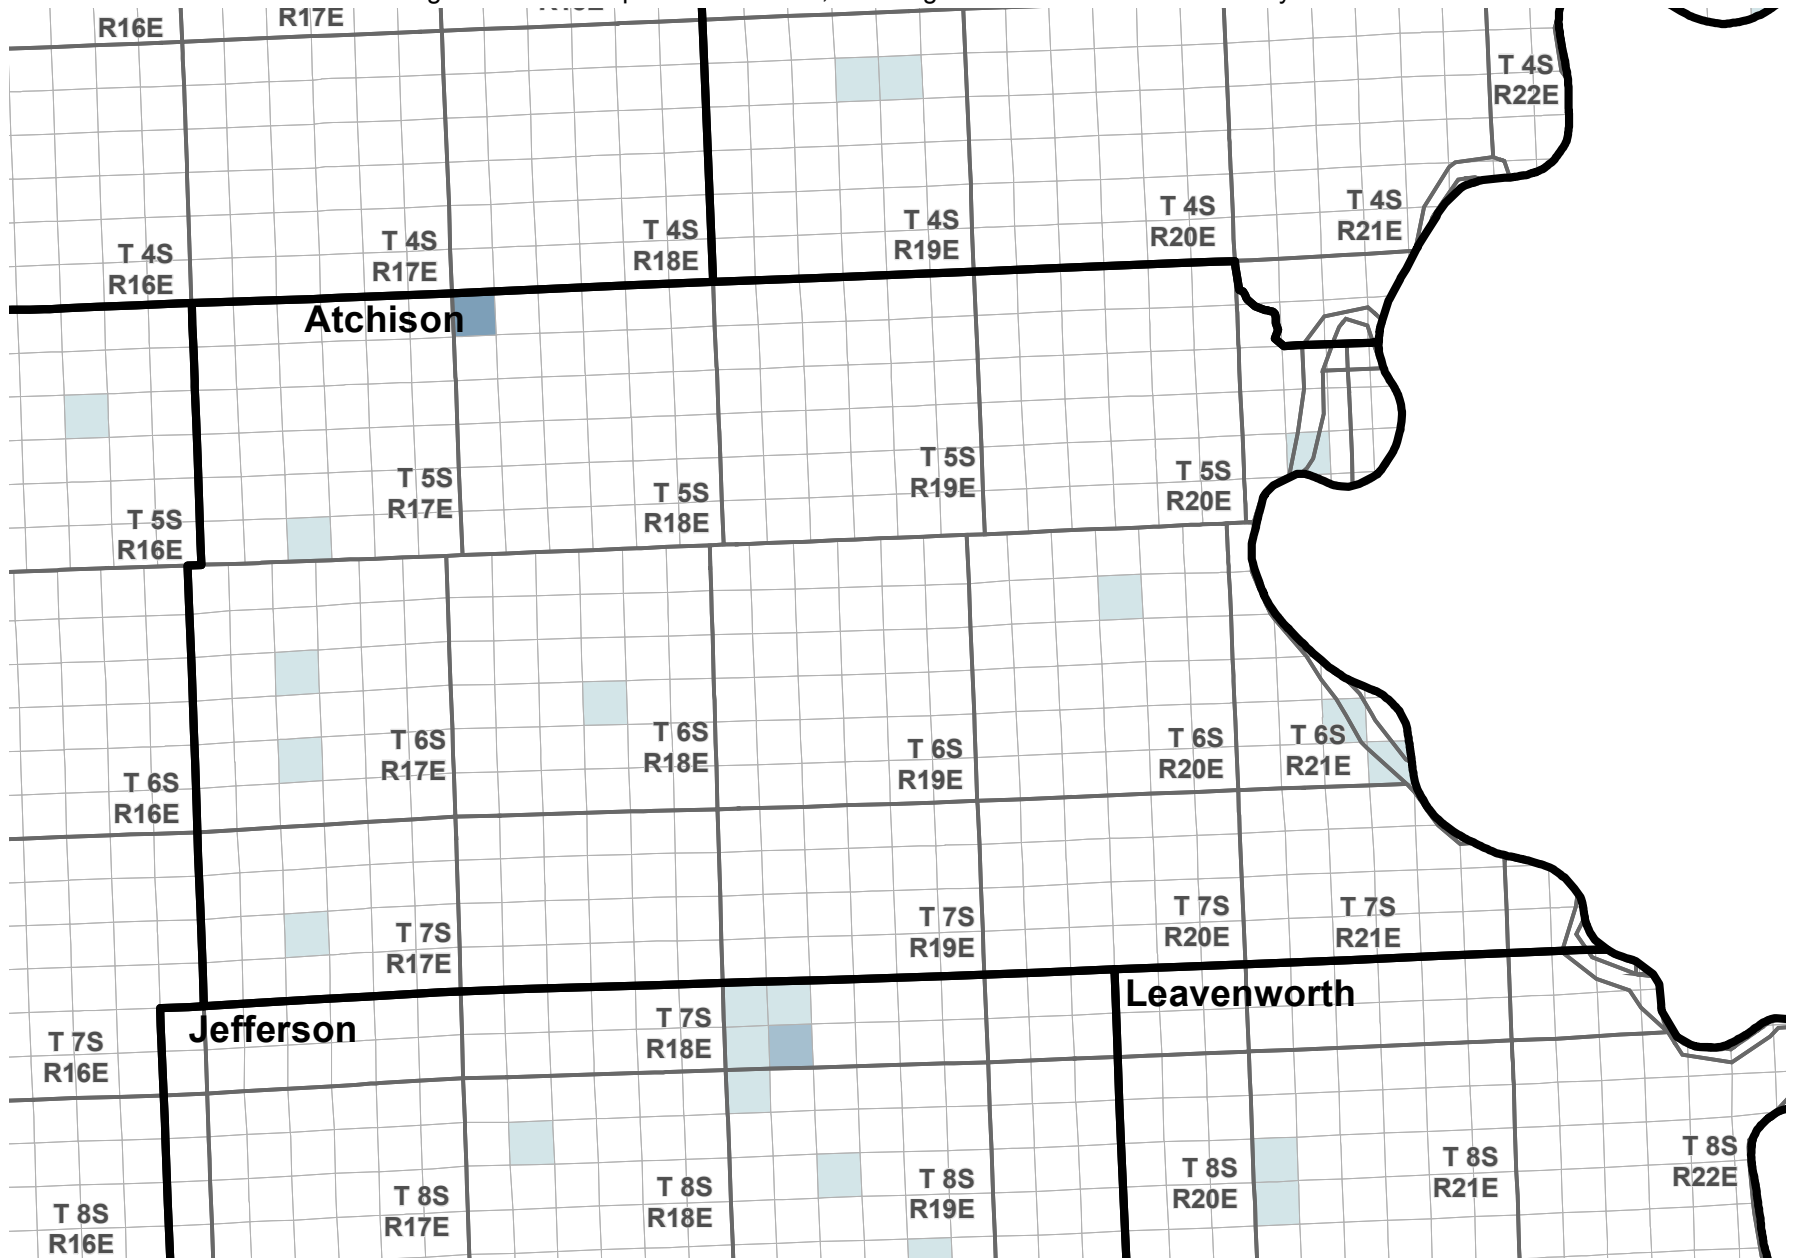 R16E
R17E
T 4S
R22E
T 4S
R16E
T 4S
R17E
T 4S
R18E
T 4S
R19E
T 4S
R20E
T 4S
R21E
Atchison
T 5S
R16E
T 5S
R17E
T 5S
R18E
T 5S
R19E
T 5S
R20E
T 6S
R16E
T 6S
R17E
T 6S
R18E
T 6S
R19E
T 6S
R20E
T 6S
R21E
T 7S
R17E
T 7S
R19E
T 7S
R20E
T 7S
R21E
Leavenworth
Jefferson
T 7S
R16E
T 7S
R18E
T 8S
R16E
T 8S
R17E
T 8S
R18E
T 8S
R19E
T 8S
R20E
T 8S
R21E
T 8S
R22E